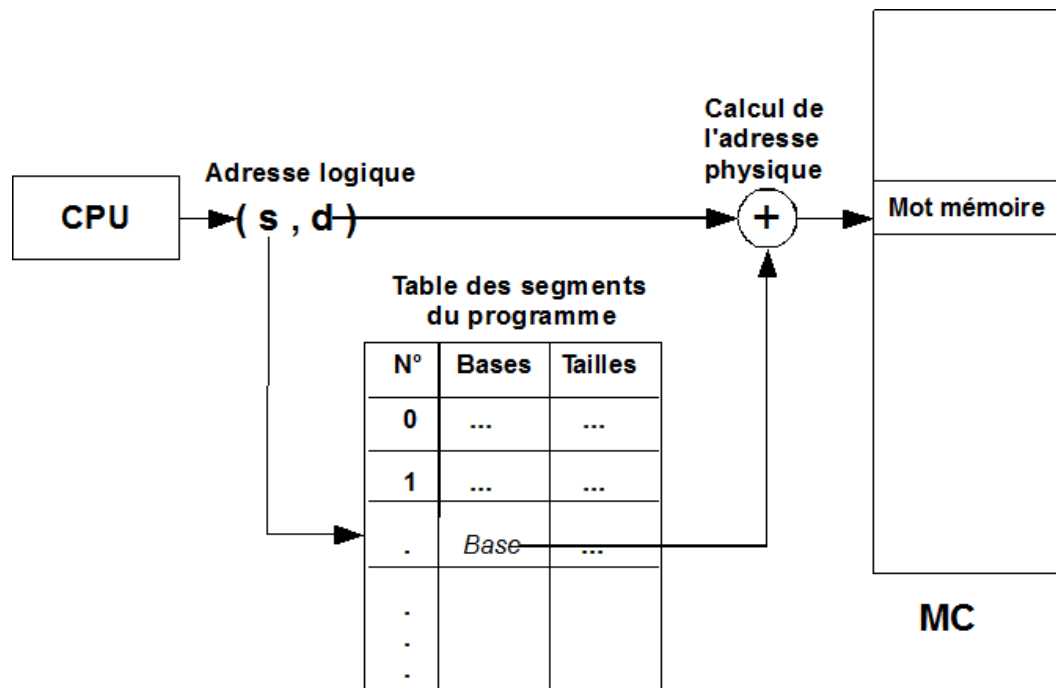 Calcul de
l'adresse
physique
Adresse logique
CPU
( s , d )
+
Mot mémoire
Table des segments
du programme
N° Bases Tailles
0 ... ...
1 ... ...
. Base ...
.
.
.
MC